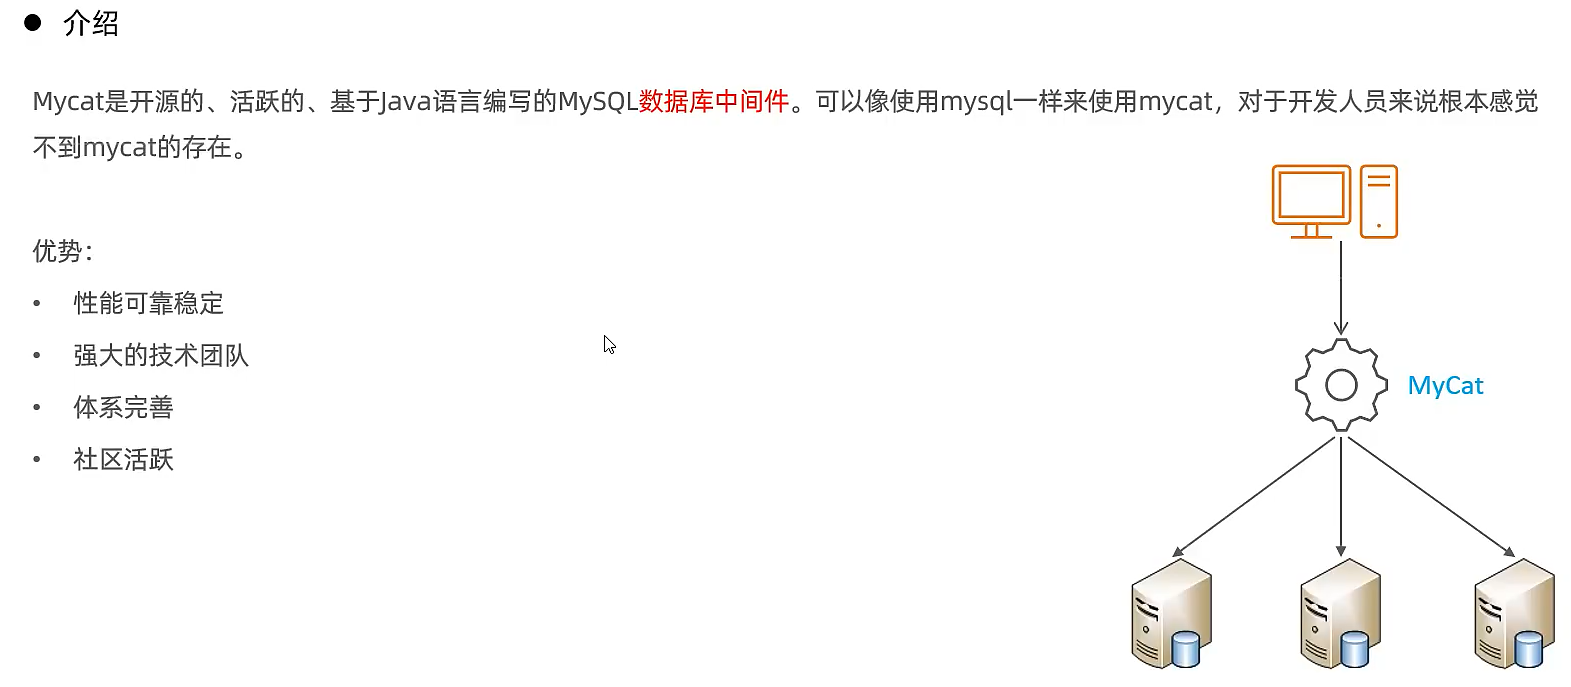 ● 介绍
Mycat是开源的、活跃的、基于Java语言编写的MySQL数据库中间件。可以像使用mysql一样来使用mycat，对于开发人员来说根本感觉
不到mycat的存在。
优势：
• 性能可靠稳定
• 强大的技术团队
• 体系完善
• 社区活跃
MyCat